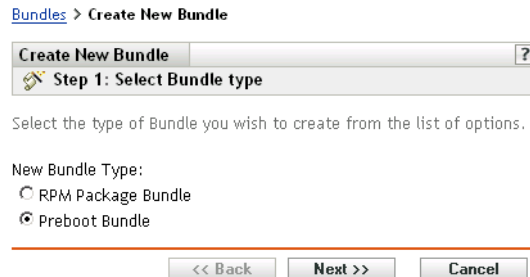 Bundles > Create New Bundle
Create New Bundle ?
Step 1: Select Bundle type
Select the type of Bundle you wish to create from the list of options.
New Bundle Type:
RPM Package Bundle
Preboot Bundle
<< Back Next >> Cancel